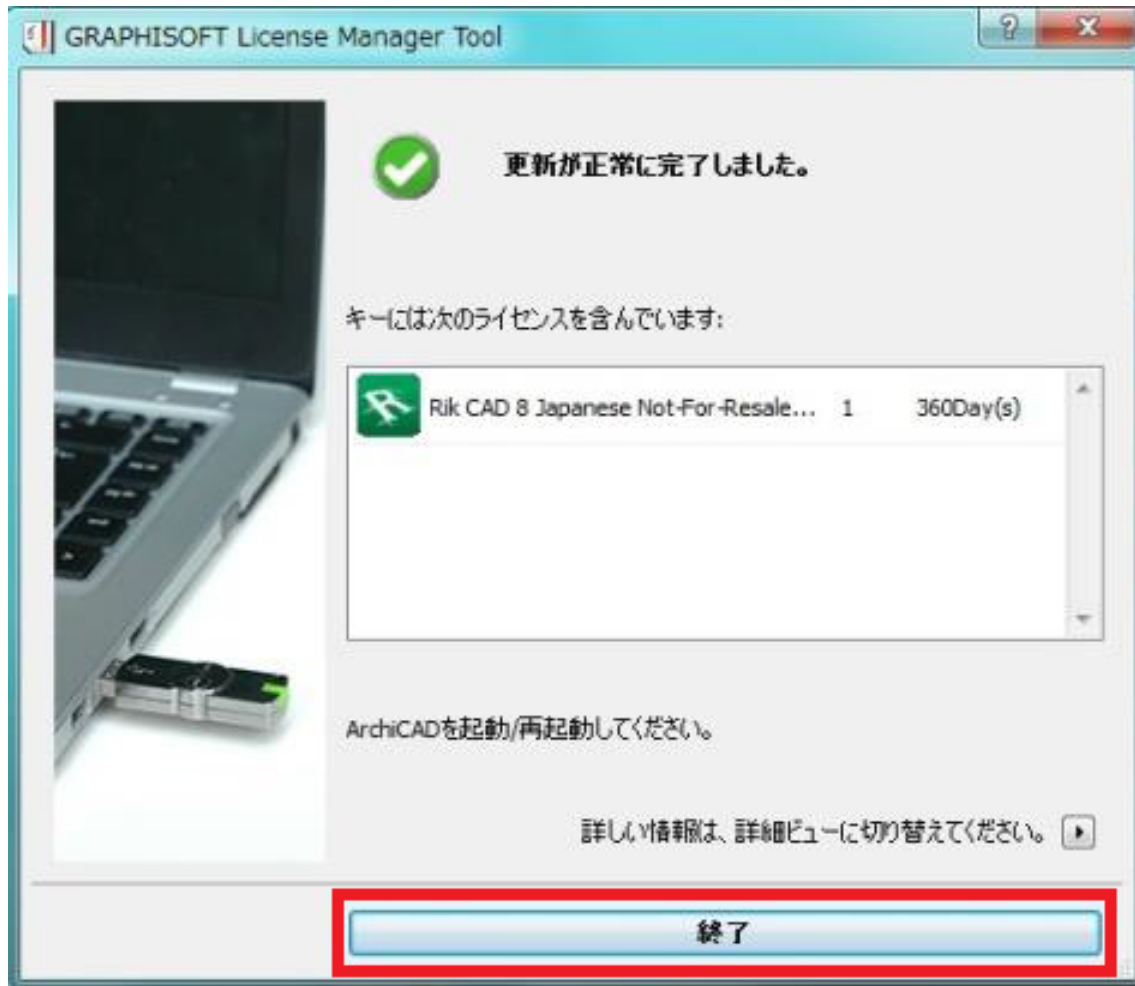 GRAPHISOFT License Manager Tool
更新が正常に完了しました。
キーには次のライセンスを含んでいます:
Rik CAD 8 Japanese Not-For-Resale... 1 360Day(s)
ArchiCADを起動/再起動してください。
詳しい情報は、詳細ビューに切り替えてください。
終了